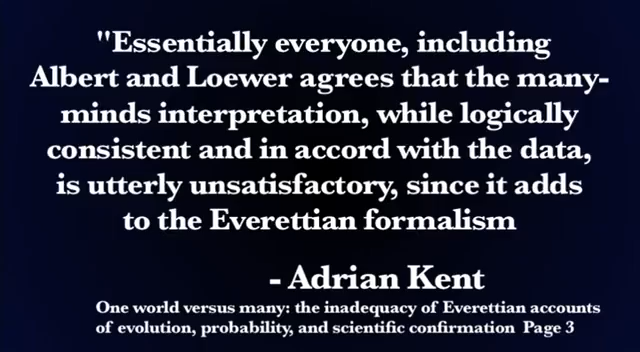 "Essentially everyone, including
Albert and Loewer agrees that the many-
minds interpretation, while logically
consistent and in accord with the data,
is utterly unsatisfactory, since it adds
to the Everettian formalism
- Adrian Kent
One world versus many: the inadequacy of Everettian accounts
of evolution, probability, and scientific confirmation Page 3